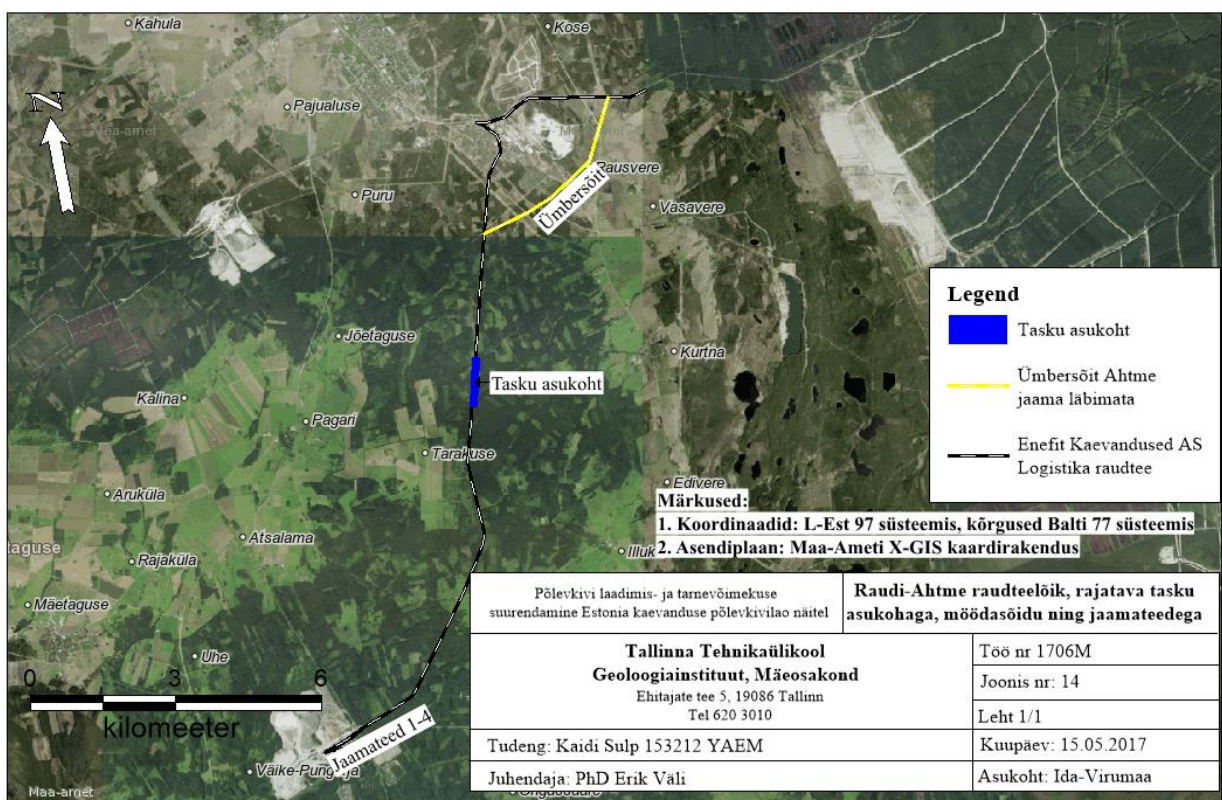 Kahula
Kose
N
Pajualuse
Maa-amet
Maa-amet
Rausvere
Puru
Ümbersõit
Vasavere
Legend
Tasku asukoht
Ümbersõit Ahtme
jaama läbimata
Enefit Kaevandused AS
Logistika raudtee
Jõetaguse
Kurtna
Tasku asukoht
Kalina
Pagari
Tarakuse
Edivere
Aruküla
Märkused:
1. Koordinaadid: L-Est 97 süsteemis, kõrgused Balti 77 süsteemis
2. Asendiplaan: Maa-Ameti X-GIS kaardirakendus
Atsalama
taguse
Rajaküla
Illuk
Mäetaguse
Uhe
0 3 6
kilomeeter
Jaamateed 1-4
Väike-Pungerja
Maa-amet
Põlevkivi laadimis- ja tarnevõimekuse
suurendamine Estonia kaevanduse põlevkivilao näitel
Raudi-Ahtme raudteelõik, rajatava tasku
asukohaga, möödasõidu ning jaamateedega
Tallinna Tehnikaülikool
Geoloogiainstituut, Mäeosakond
Ehitajate tee 5, 19086 Tallinn
Tel 620 3010
Töö nr 1706M
Joonis nr: 14
Leht 1/1
Tudeng: Kaidi Sulp 153212 YAEM
Kuupäev: 15.05.2017
Juhendaja: PhD Erik Väli
Asukoht: Ida-Virumaa